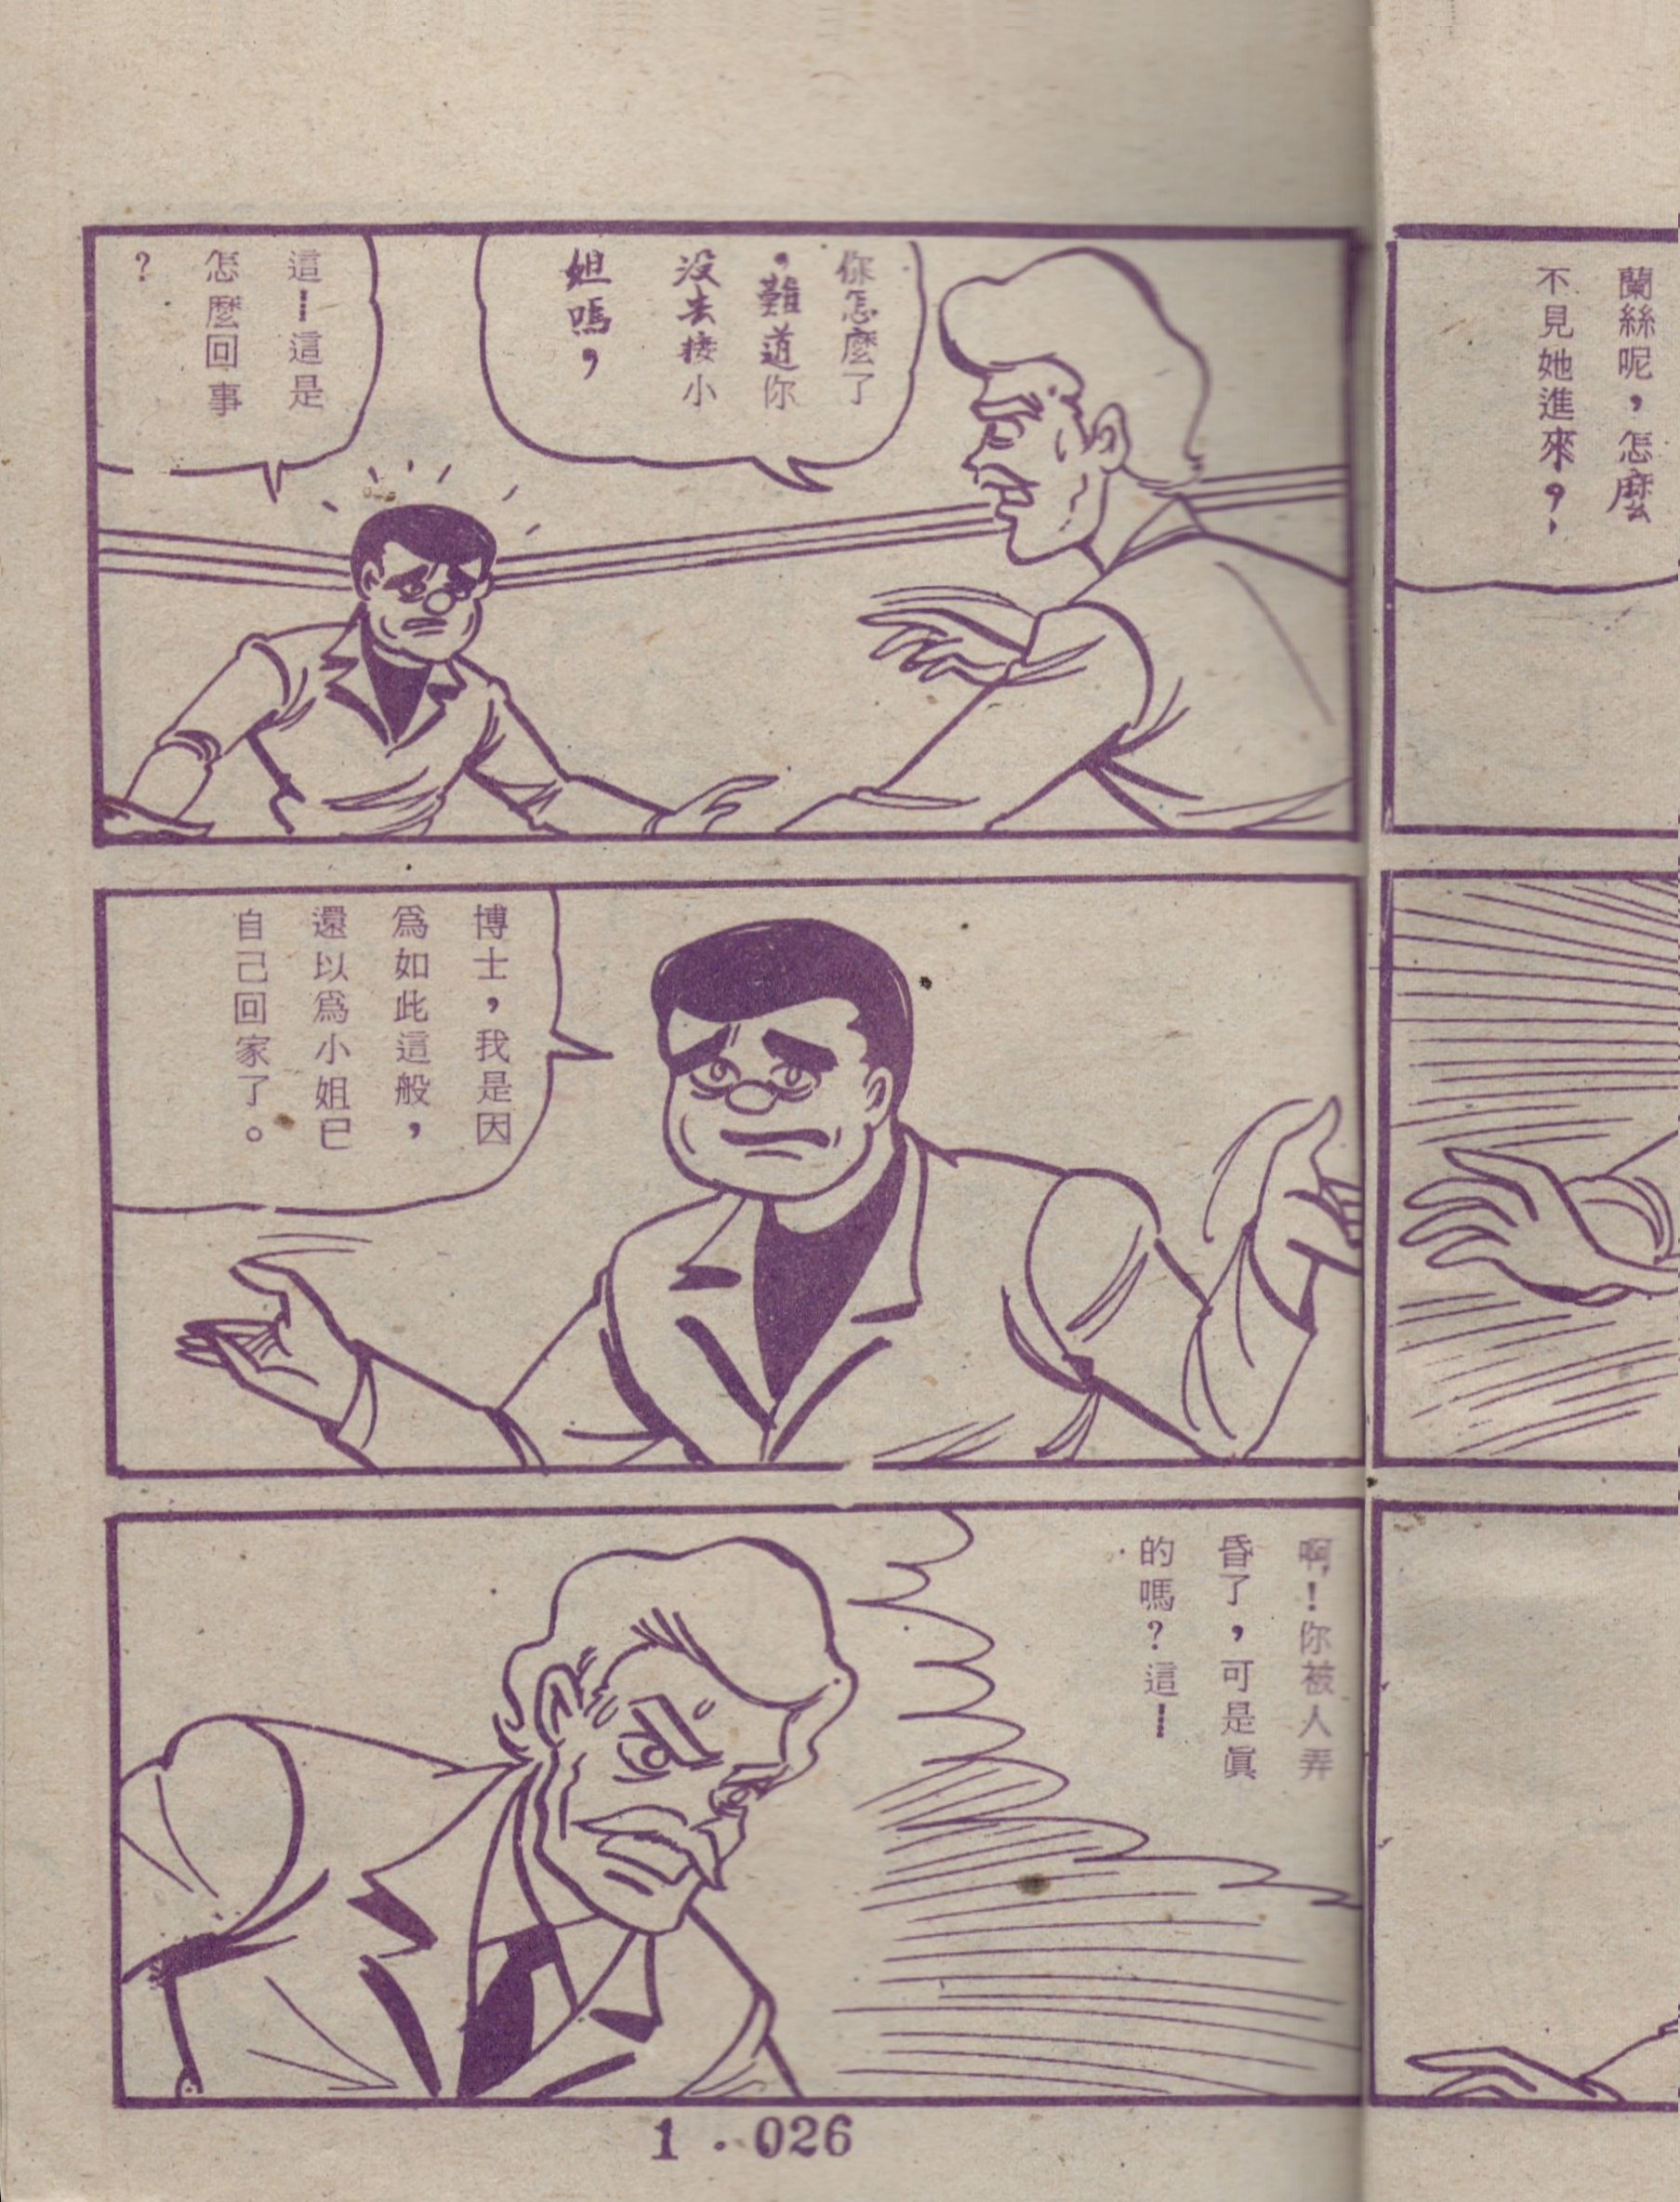 蘭絲呢，怎麼
不見她進來？，
你怎麼了
，難道你
沒去接小
姐嗎，
這┅這是
怎麼回事
？
博士，我是因
爲如此這般，
還以爲小姐已
自己回家了。
啊！你被人弄
昏了，可是眞
的嗎？這┅
1．026